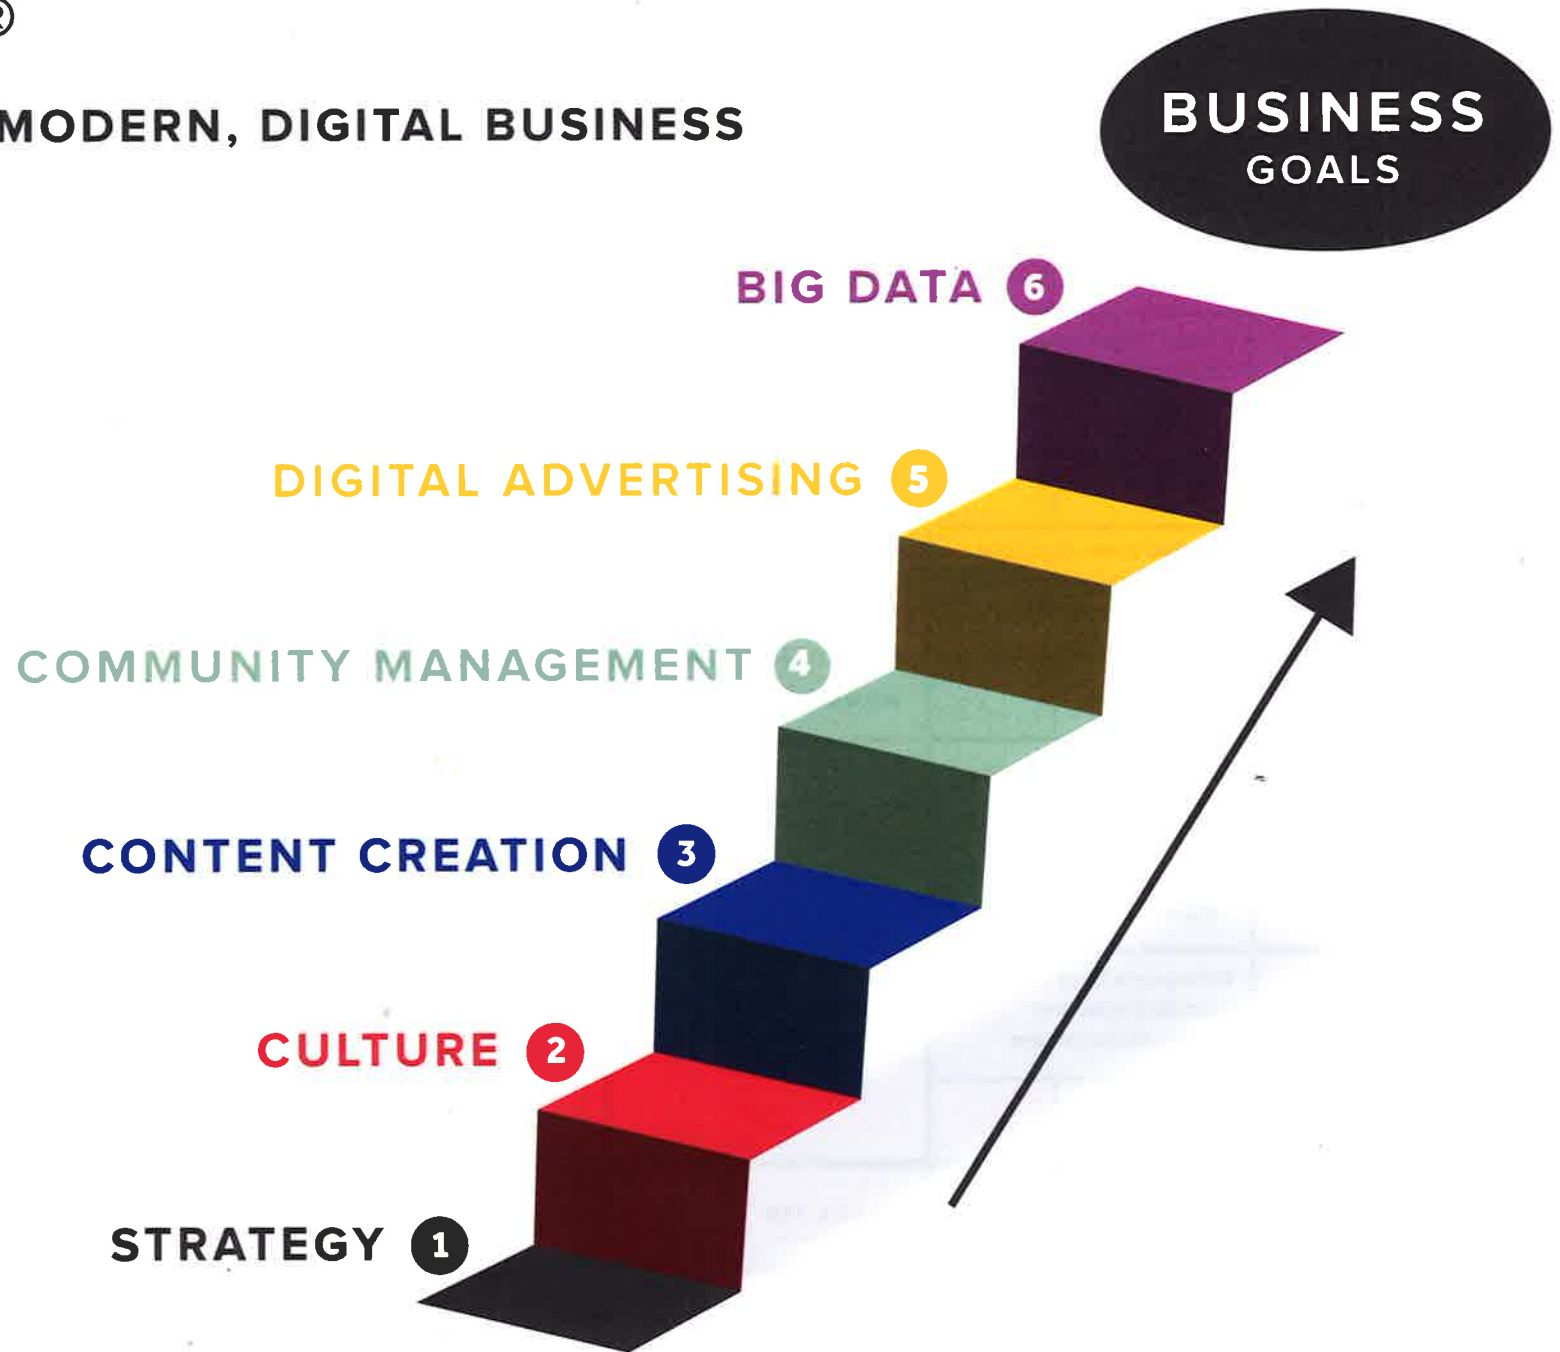 ®
MODERN, DIGITAL BUSINESS
BUSINESS
GOALS
BIG DATA 6
DIGITAL ADVERTISING 5
COMMUNITY MANAGEMENT 4
CONTENT CREATION 3
CULTURE 2
STRATEGY 1